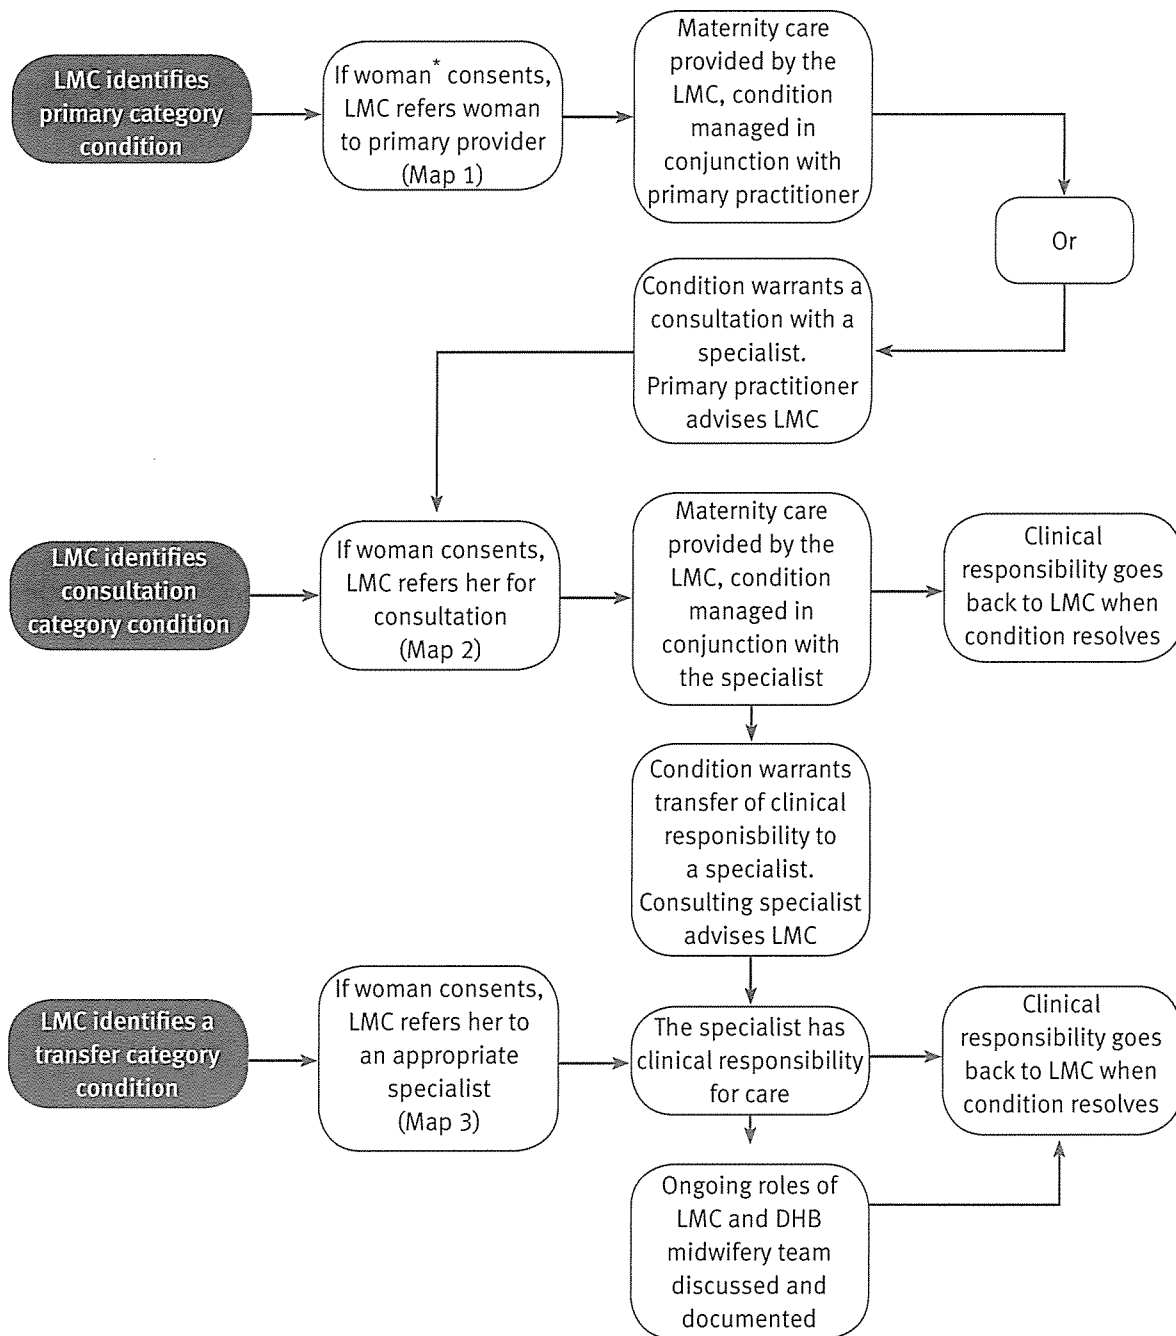 LMC identifies
primary category
condition
If woman* consents,
LMC refers woman
to primary provider
(Map 1)
Maternity care
provided by the
LMC, condition
managed in
conjunction with
primary practitioner
Or
Condition warrants a
consultation with a
specialist.
Primary practitioner
advises LMC
LMC identifies
consultation
category condition
If woman consents,
LMC refers her for
consultation
(Map 2)
Maternity care
provided by the
LMC, condition
managed in
conjunction with
the specialist
Clinical
responsibility goes
back to LMC when
condition resolves
Condition warrants
transfer of clinical
responisbility to
a specialist.
Consulting specialist
advises LMC
LMC identifies a
transfer category
condition
If woman consents,
LMC refers her to
an appropriate
specialist
(Map 3)
The specialist has
clinical responsibility
for care
Clinical
responsibility goes
back to LMC when
condition resolves
Ongoing roles of
LMC and DHB
midwifery team
discussed and
documented